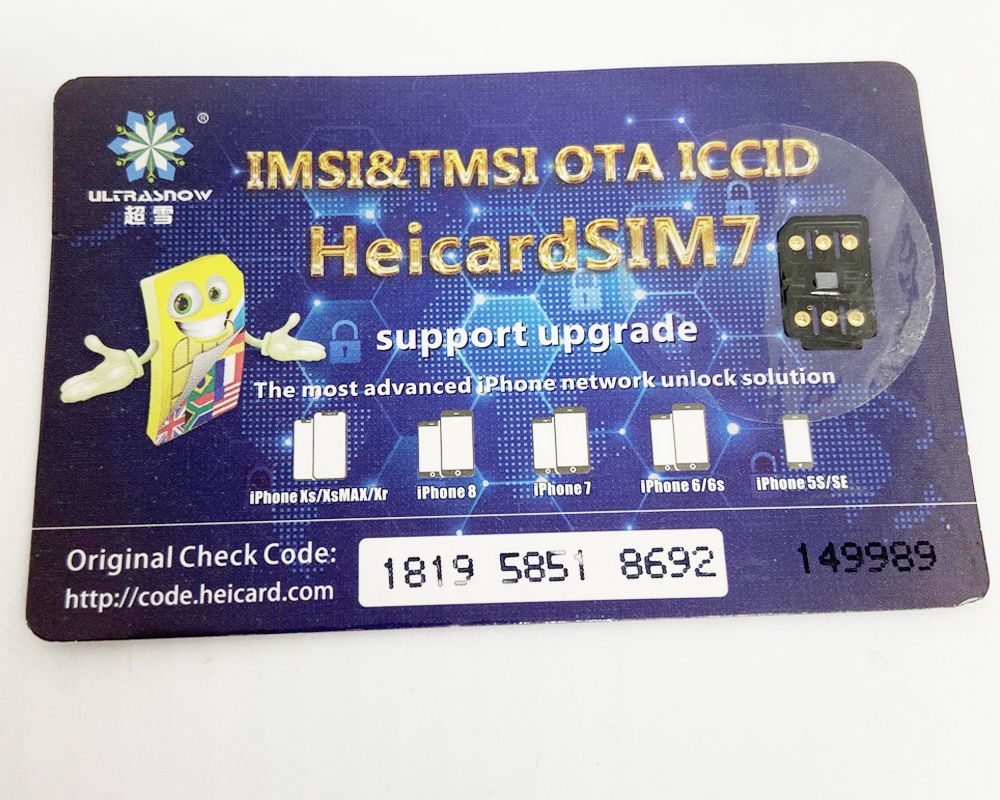 ®
ULTRASNOW
超雪
IMSI&TMSI OTA ICCID
HeicardSIM7
support upgrade
The most advanced iPhone network unlock solution
iPhone Xs/XsMAX/Xr
iPhone 8
iPhone 7
iPhone 6/6s
iPhone 5S/SE
Original Check Code:
http://code.heicard.com
1819 5851 8692
149989